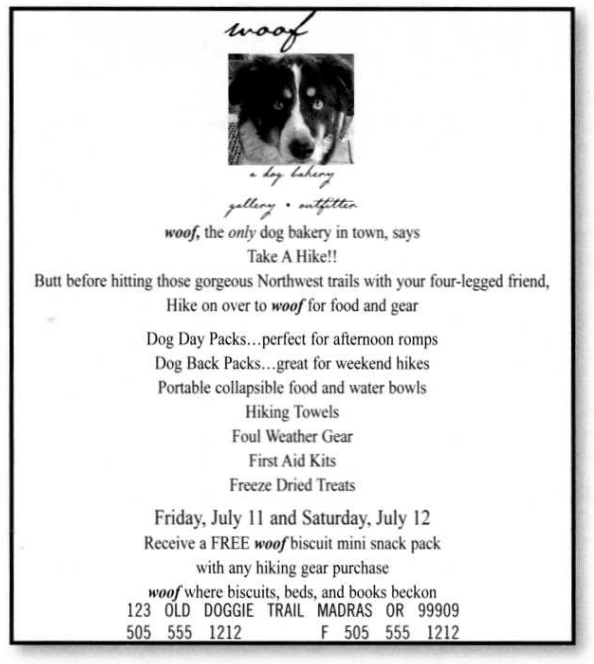 woof
a dog bakery
gallery • outfitter
woof, the only dog bakery in town, says
Take A Hike!!
Butt before hitting those gorgeous Northwest trails with your four-legged friend,
Hike on over to woof for food and gear
Dog Day Packs…perfect for afternoon romps
Dog Back Packs…great for weekend hikes
Portable collapsible food and water bowls
Hiking Towels
Foul Weather Gear
First Aid Kits
Freeze Dried Treats
Friday, July 11 and Saturday, July 12
Receive a FREE woof biscuit mini snack pack
with any hiking gear purchase
woof where biscuits, beds, and books beckon
123 OLD DOGGIE TRAIL MADRAS OR 99909
505 555 1212 F 505 555 1212